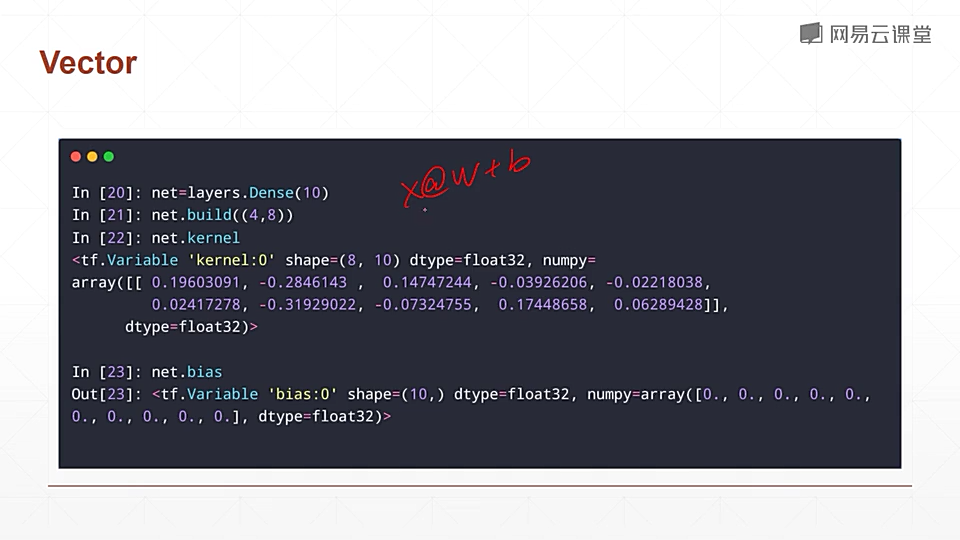 网易云课堂
Vector
x@w+b
In [20]: net=layers.Dense(10)
In [21]: net.build((4,8))
In [22]: net.kernel
<tf.Variable 'kernel:0' shape=(8, 10) dtype=float32, numpy=
array([[ 0.19603091, -0.2846143 ,  0.14747244, -0.03926206, -0.02218038,
         0.02417278, -0.31929022, -0.07324755,  0.17448658,  0.06289428]],
      dtype=float32)>
In [23]: net.bias
Out[23]: <tf.Variable 'bias:0' shape=(10,) dtype=float32, numpy=array([0., 0., 0., 0., 0.,
0., 0., 0., 0., 0.], dtype=float32)>